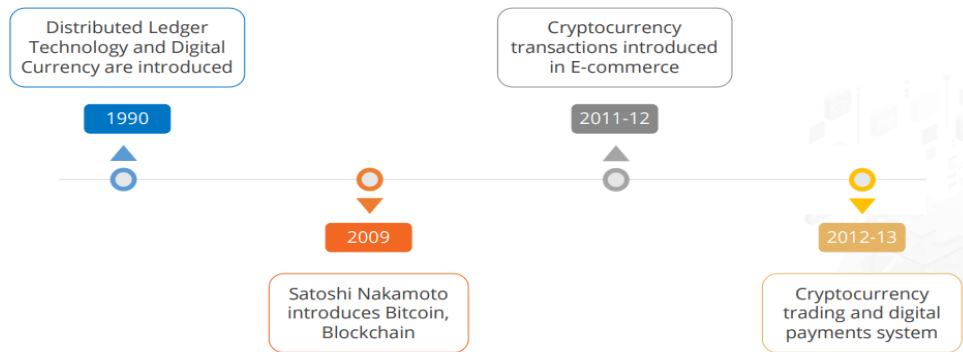 Distributed Ledger
Technology and Digital
Currency are introduced
1990
2009
Satoshi Nakamoto
introduces Bitcoin,
Blockchain
Cryptocurrency
transactions introduced
in E-commerce
2011-12
2012-13
Cryptocurrency
trading and digital
payments system